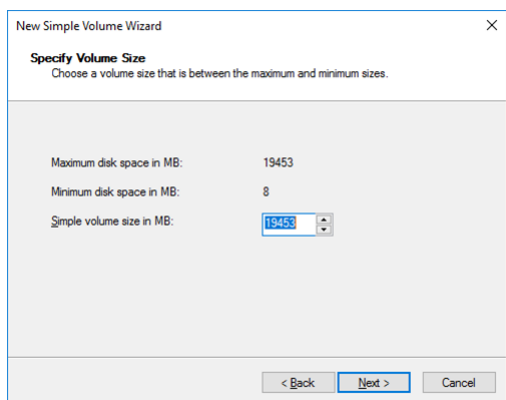 New Simple Volume Wizard
Specify Volume Size
Choose a volume size that is between the maximum and minimum sizes.
Maximum disk space in MB: 19453
Minimum disk space in MB: 8
Simple volume size in MB: 19453
< Back Next > Cancel